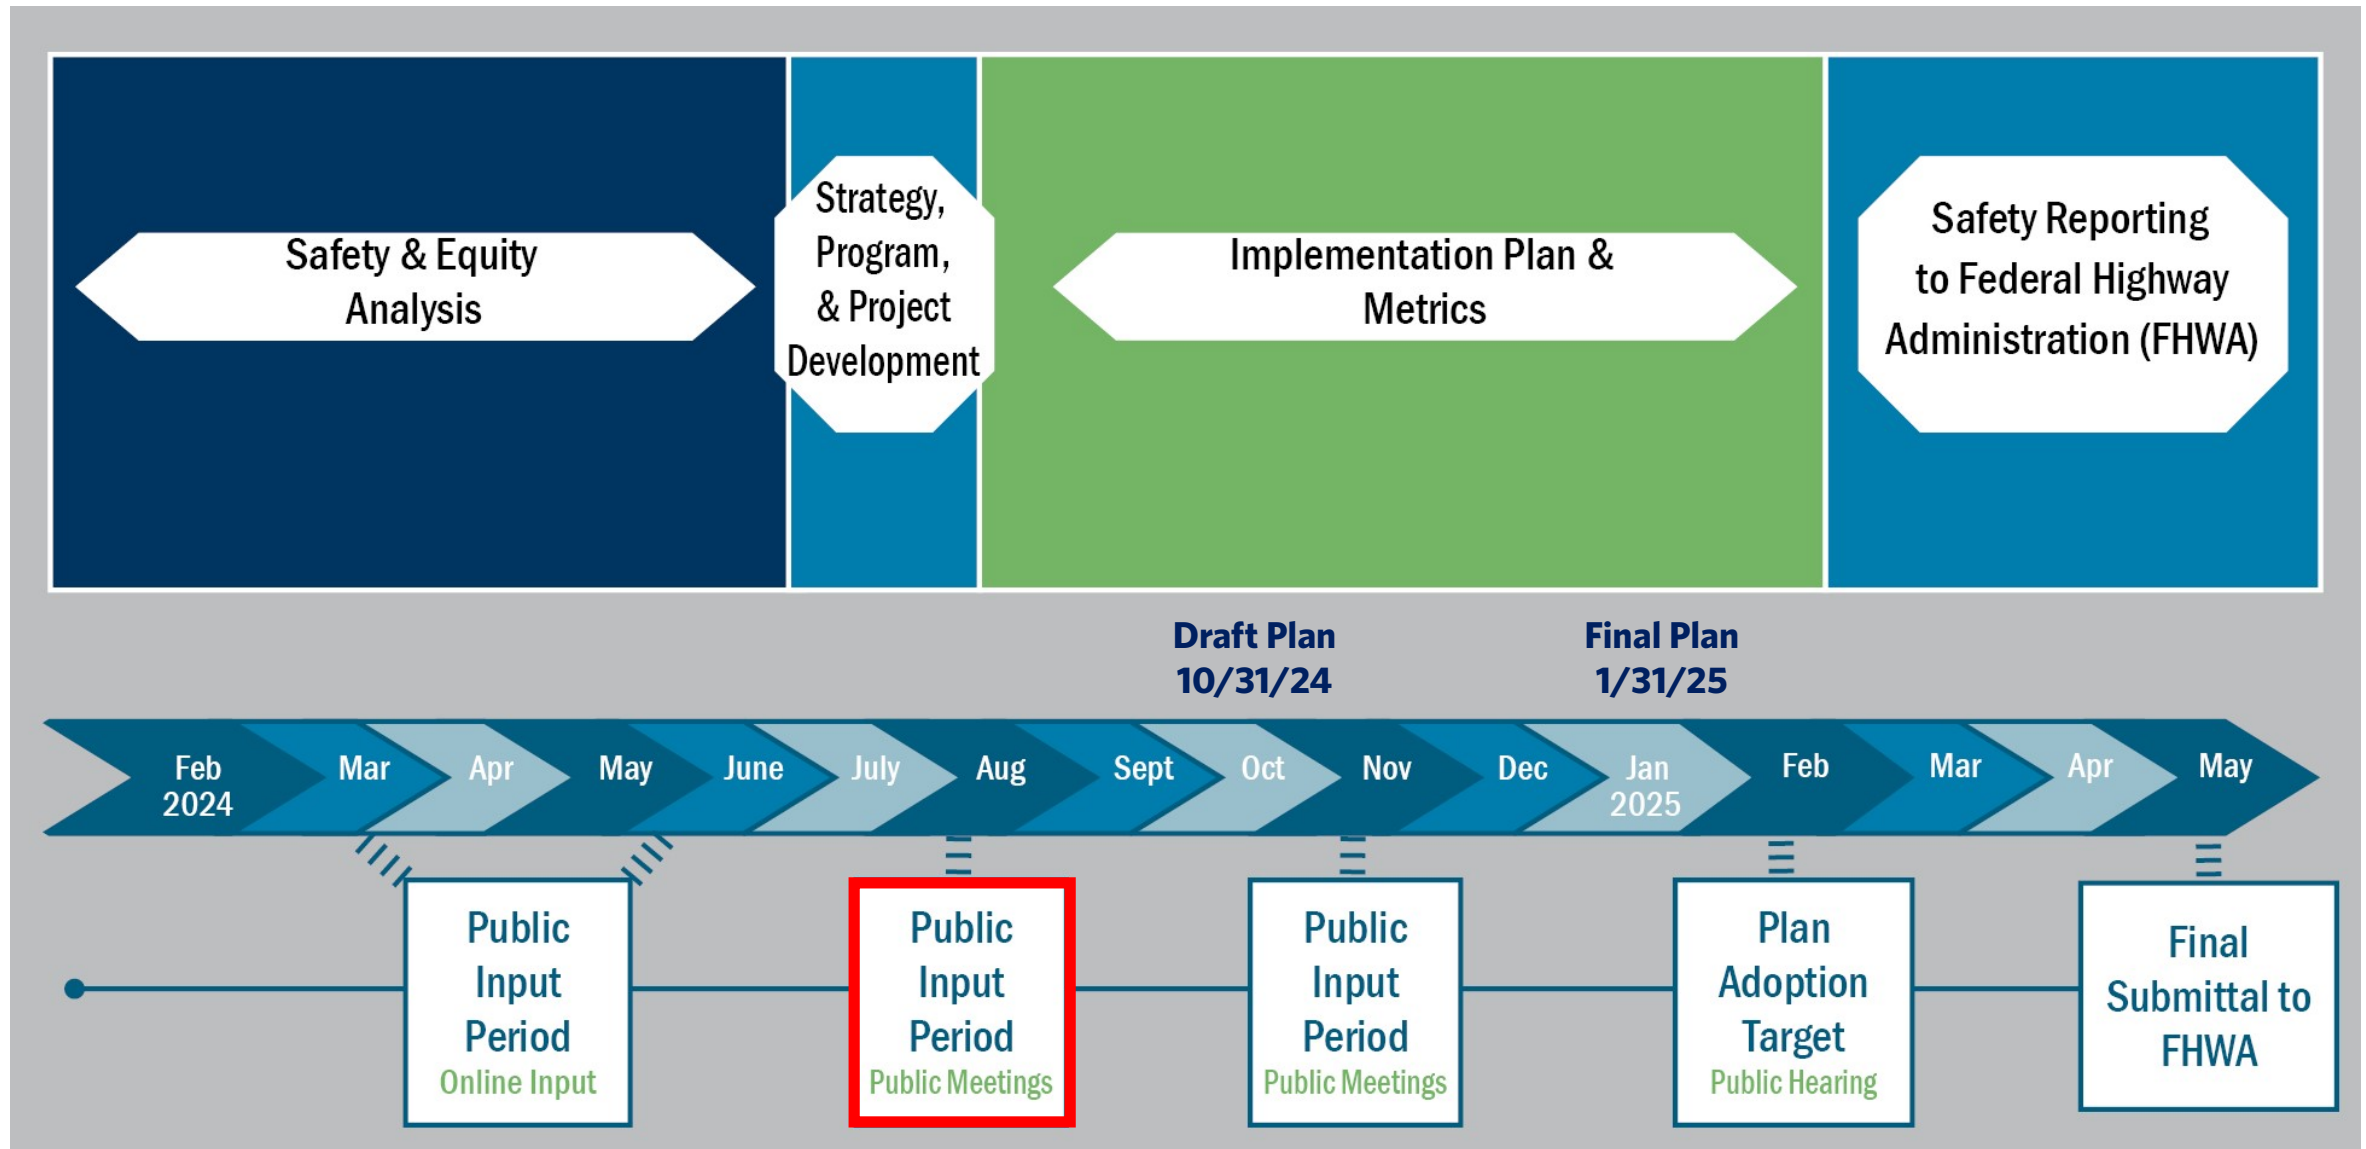 Safety & Equity
Analysis
Strategy,
Program,
& Project
Development
Implementation Plan &
Metrics
Safety Reporting
to Federal Highway
Administration (FHWA)
Draft Plan
10/31/24
Final Plan
1/31/25
Feb
2024
Mar
Apr
May
June
July
Aug
Sept
Oct
Nov
Dec
Jan
2025
Feb
Mar
Apr
May
Public
Input
Period
Online Input
Public
Input
Period
Public Meetings
Public
Input
Period
Public Meetings
Plan
Adoption
Target
Public Hearing
Final
Submittal to
FHWA